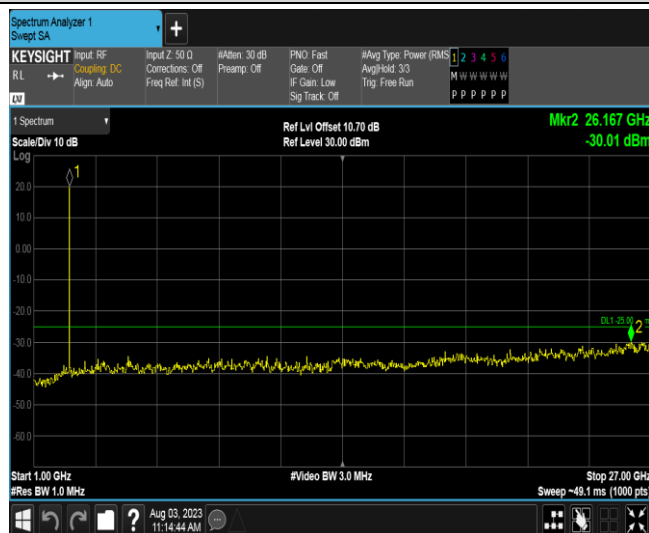 Spectrum Analyzer 1
Swept SA
+
KEYSIGHT Input: RF Input Z: 50 Ω #Atten: 30 dB PNO: Fast #Avg Type: Power (RMS 1 2 3 4 5 6
RL Coupling: DC Corrections: Off Preamp: Off Gate: Off Avg|Hold: 3/3 M W W W W W
Align: Auto Freq Ref: Int (S) IF Gain: Low Trig: Free Run
LXI Sig Track: Off P P P P P P
1 Spectrum Ref Lvl Offset 10.70 dB Mkr2 26.167 GHz
Scale/Div 10 dB Ref Level 30.00 dBm -30.01 dBm
Log
1
20.0
10.0
0.00
-10.0
-20.0
DL1 -25.00
2
-30.0
-40.0
-50.0
-60.0
Start 1.00 GHz #Video BW 3.0 MHz Stop 27.00 GHz
#Res BW 1.0 MHz Sweep ~49.1 ms (1000 pts)
? Aug 03, 2023
11:14:44 AM